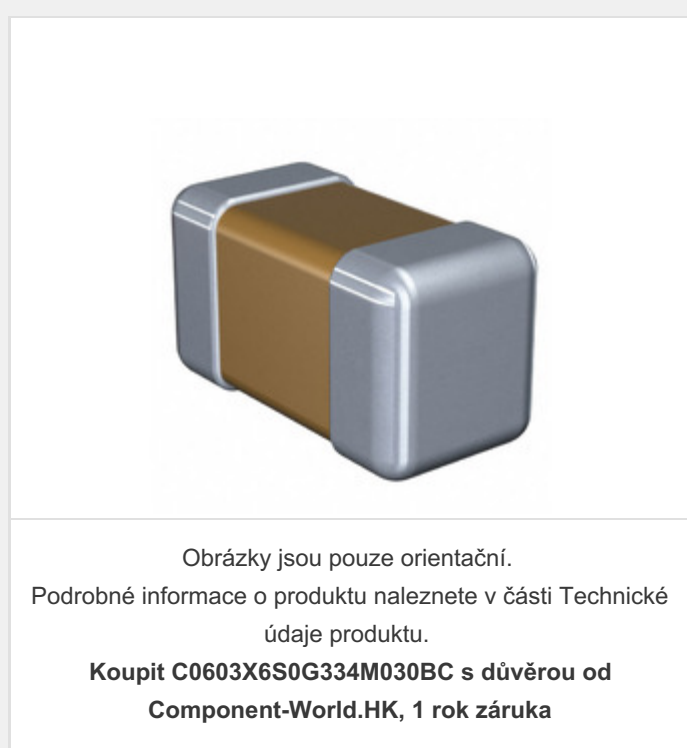 Obrázky jsou pouze orientační.
Podrobné informace o produktu naleznete v části Technické
údaje produktu.
Koupit C0603X6S0G334M030BC s důvěrou od
Component-World.HK, 1 rok záruka